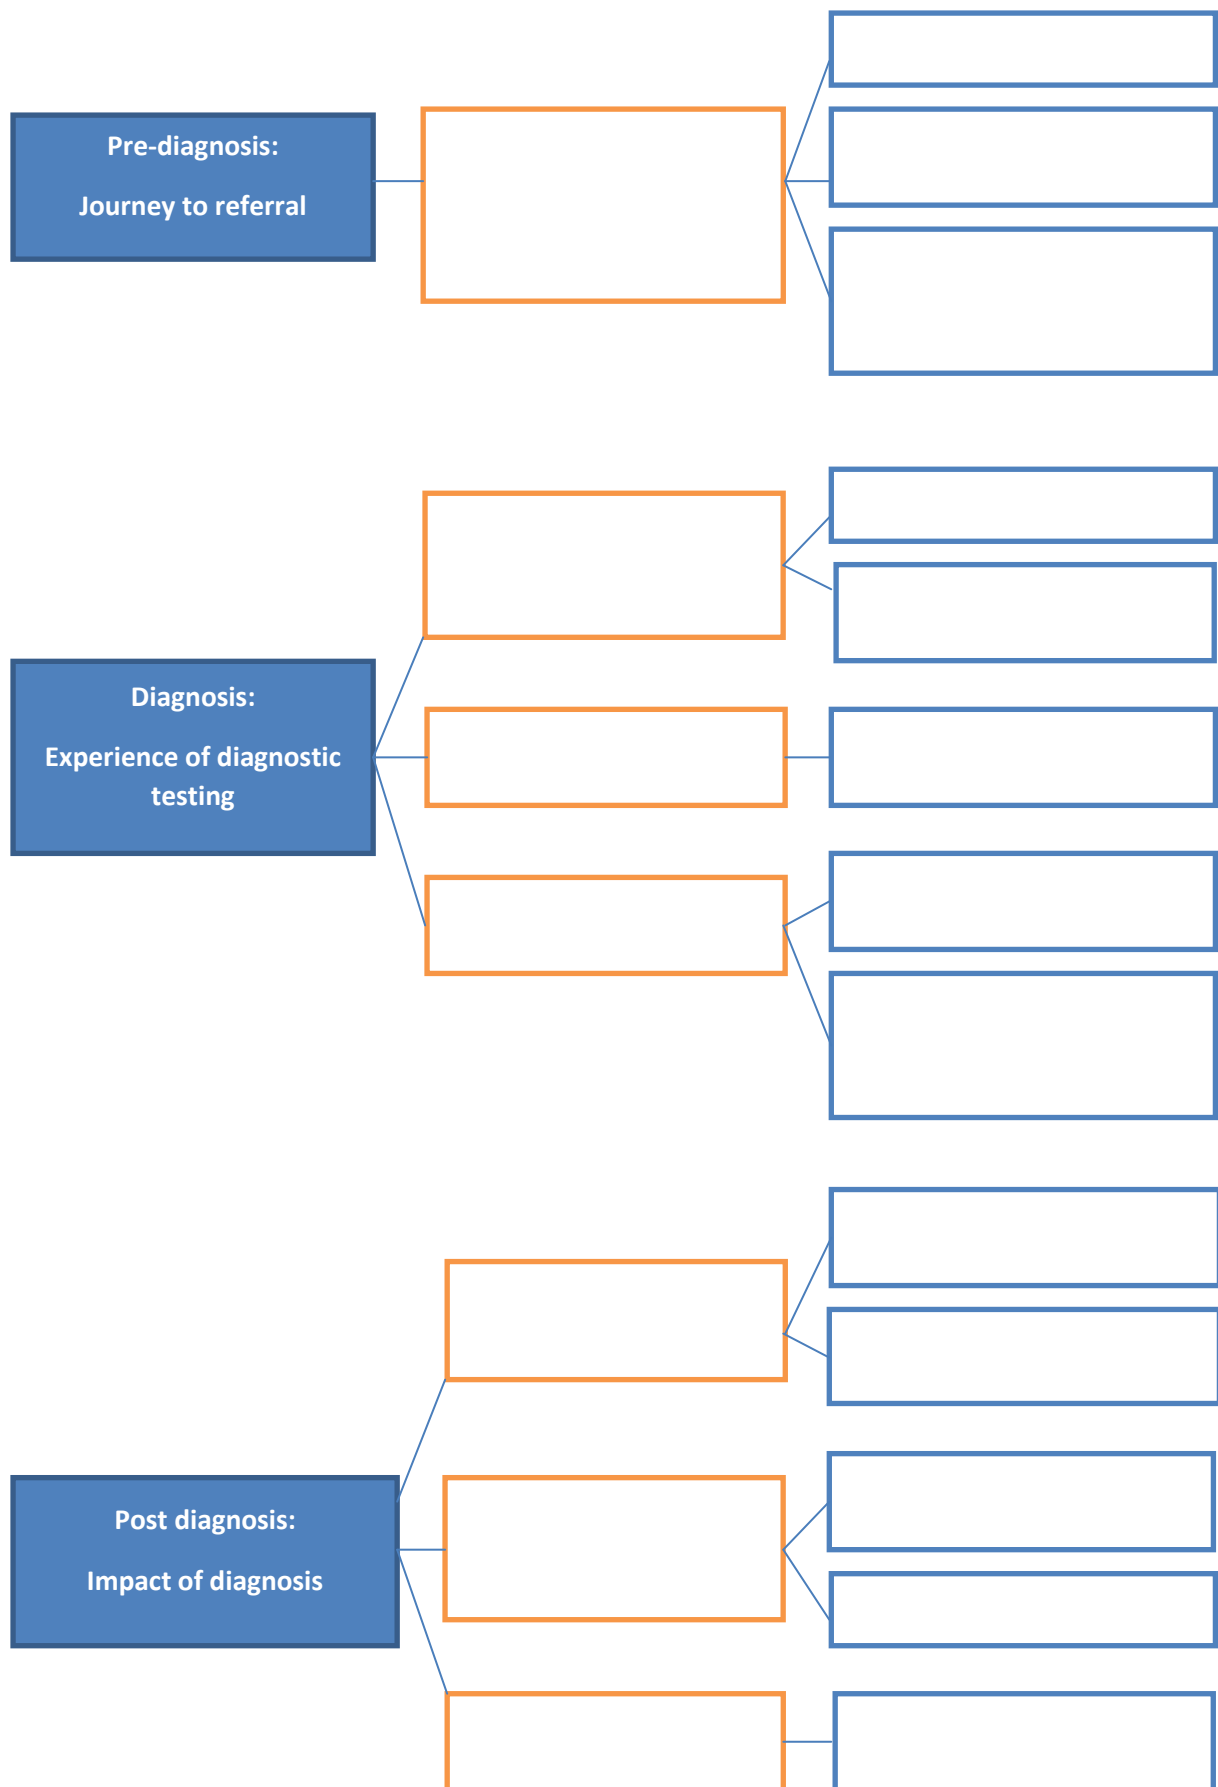 Pre-diagnosis:
Journey to referral
Diagnosis:
Experience of diagnostic
testing
Post diagnosis:
Impact of diagnosis